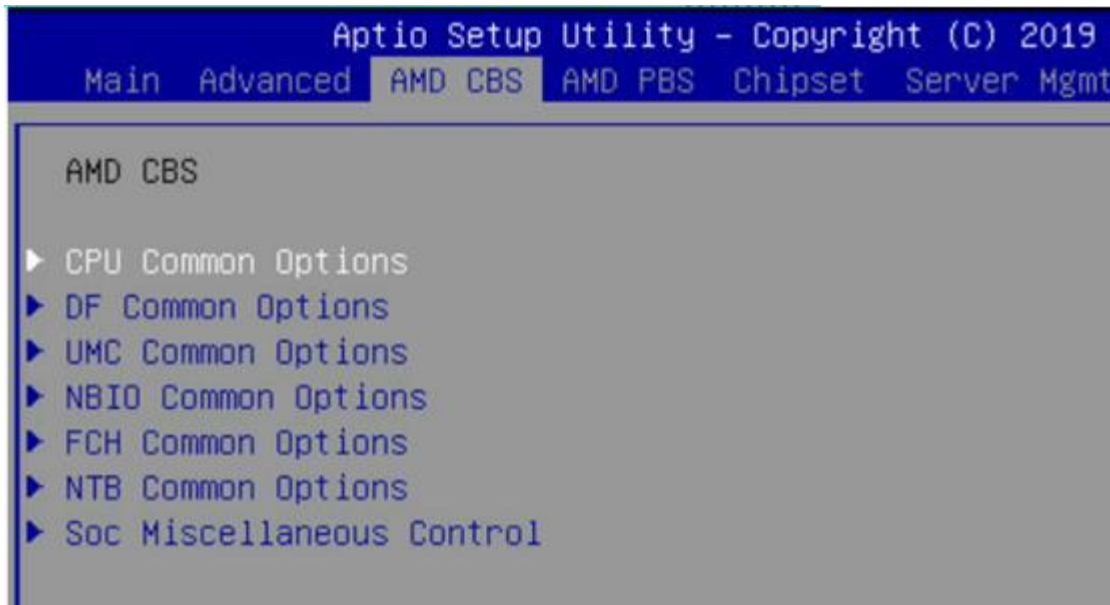 Aptio Setup Utility – Copyright (C) 2019
Main Advanced AMD CBS AMD PBS Chipset Server Mgmt
AMD CBS
CPU Common Options
DF Common Options
UMC Common Options
NBIO Common Options
FCH Common Options
NTB Common Options
Soc Miscellaneous Control